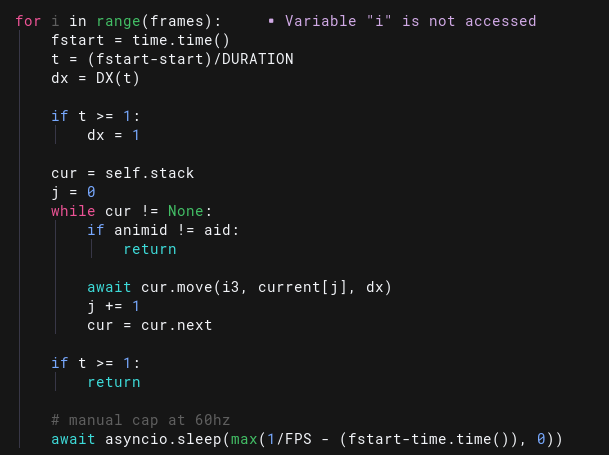 for i in range(frames):     ▪ Variable "i" is not accessed
    fstart = time.time()
    t = (fstart-start)/DURATION
    dx = DX(t)

    if t >= 1:
        dx = 1

    cur = self.stack
    j = 0
    while cur != None:
        if animid != aid:
            return

        await cur.move(i3, current[j], dx)
        j += 1
        cur = cur.next

    if t >= 1:
        return

    # manual cap at 60hz
    await asyncio.sleep(max(1/FPS - (fstart-time.time()), 0))